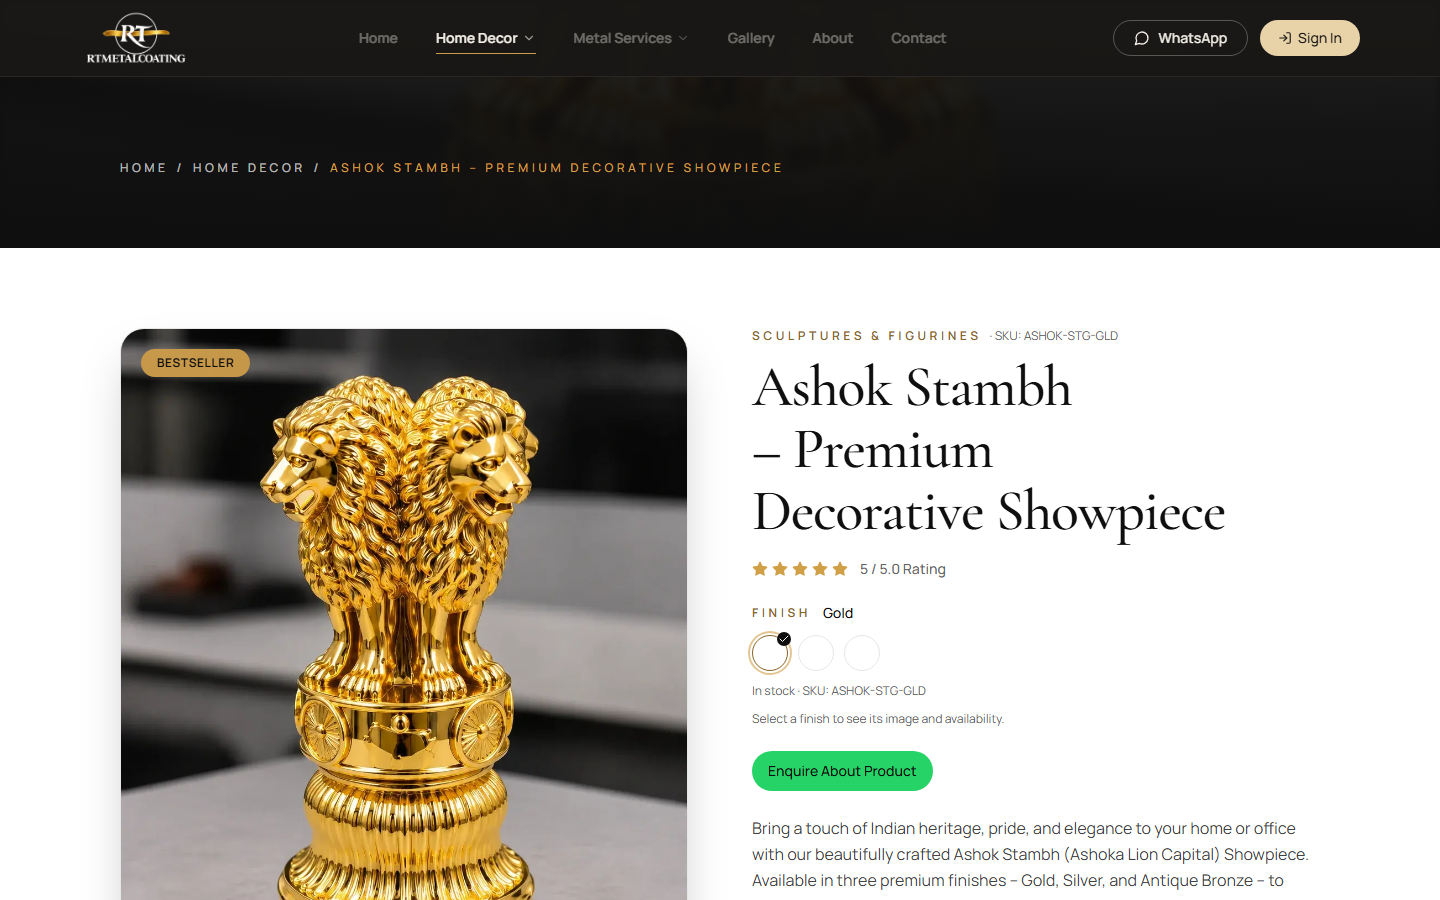 RT
RTMETALCOATING
Home
Home Decor
Metal Services
Gallery
About
Contact
WhatsApp
Sign In
HOME / HOME DECOR / ASHOK STAMBH – PREMIUM DECORATIVE SHOWPIECE
BESTSELLER
SCULPTURES & FIGURINES · SKU: ASHOK-STG-GLD
Ashok Stambh
– Premium
Decorative Showpiece
5 / 5.0 Rating
FINISH Gold
In stock · SKU: ASHOK-STG-GLD
Select a finish to see its image and availability.
Enquire About Product
Bring a touch of Indian heritage, pride, and elegance to your home or office
with our beautifully crafted Ashok Stambh (Ashoka Lion Capital) Showpiece.
Available in three premium finishes – Gold, Silver, and Antique Bronze – to